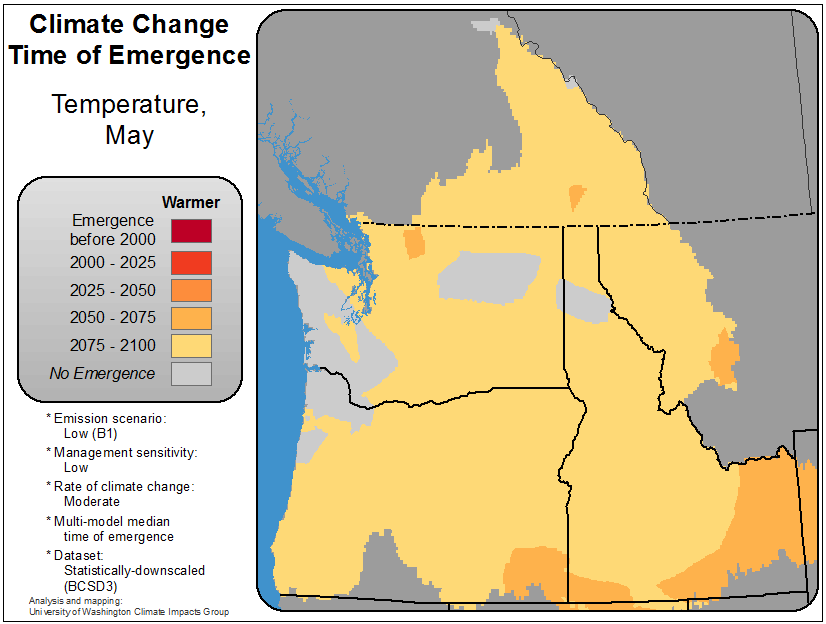 Climate Change
Time of Emergence
Temperature,
May
Warmer
Emergence
before 2000
2000 - 2025
2025 - 2050
2050 - 2075
2075 - 2100
No Emergence
* Emission scenario:
Low (B1)
* Management sensitivity:
Low
* Rate of climate change:
Moderate
* Multi-model median
time of emergence
* Dataset:
Statistically-downscaled
(BCSD3)
Analysis and mapping:
University of Washington Climate Impacts Group